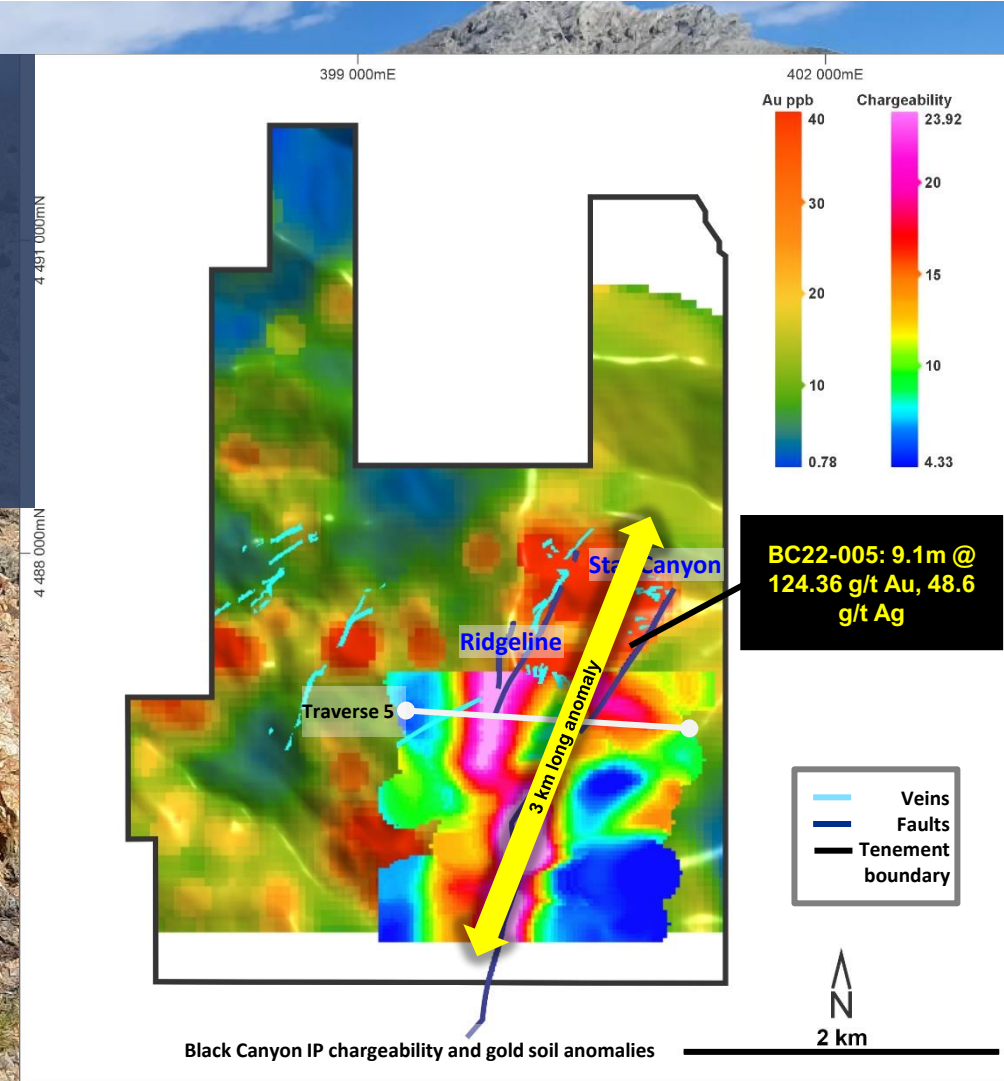 399 000mE
402 000mE
Au ppb
Chargeability
40
30
20
10
0.78
23.92
20
15
10
4.33
4 491 000mN
4 488 000mN
Sta Canyon
Ridgeline
Traverse 5
3 km long anomaly
BC22-005: 9.1m @
124.36 g/t Au, 48.6
g/t Ag
Veins
Faults
Tenement
boundary
N
2 km
Black Canyon IP chargeability and gold soil anomalies